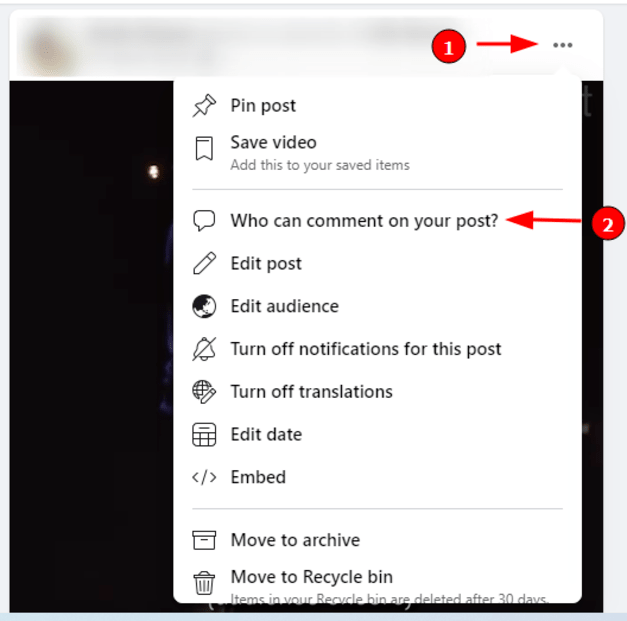 1
Pin post
Save video
Add this to your saved items
Who can comment on your post?
2
Edit post
Edit audience
Turn off notifications for this post
Turn off translations
Edit date
</> Embed
Move to archive
Move to Recycle bin
Items in your Recycle bin are deleted after 30 days.